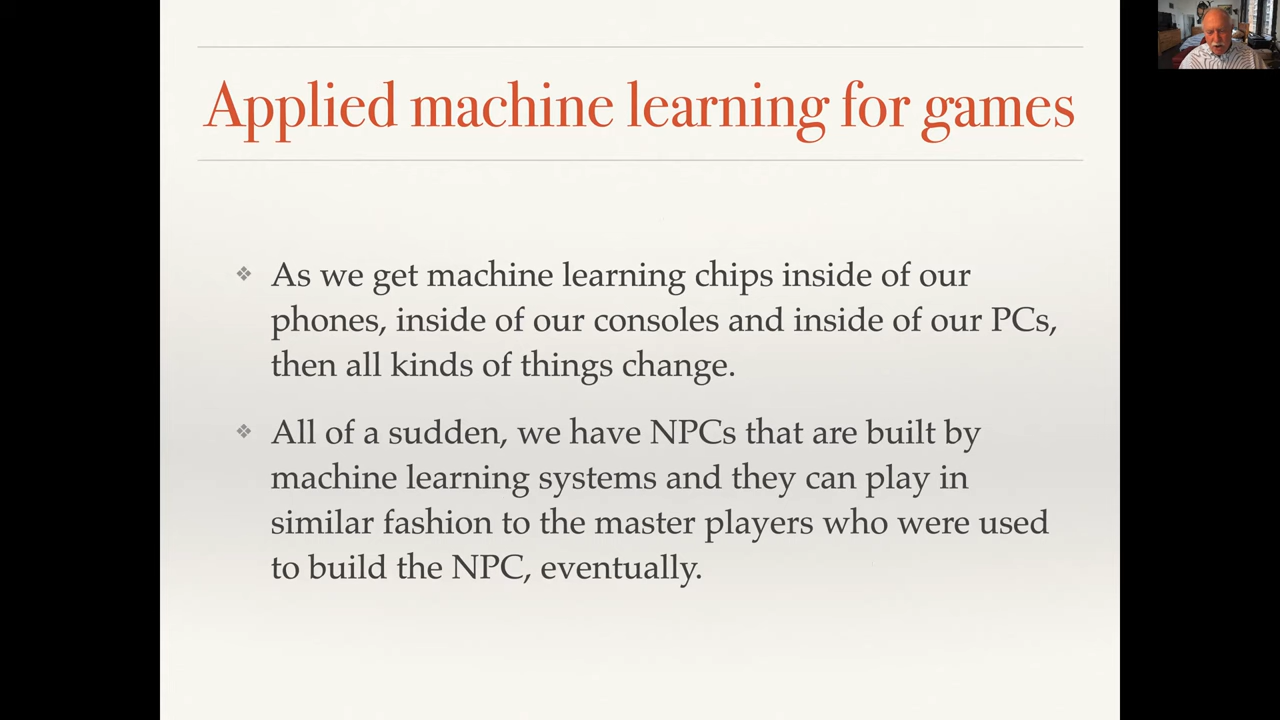 Applied machine learning for games
❖ As we get machine learning chips inside of our
phones, inside of our consoles and inside of our PCs,
then all kinds of things change.
❖ All of a sudden, we have NPCs that are built by
machine learning systems and they can play in
similar fashion to the master players who were used
to build the NPC, eventually.